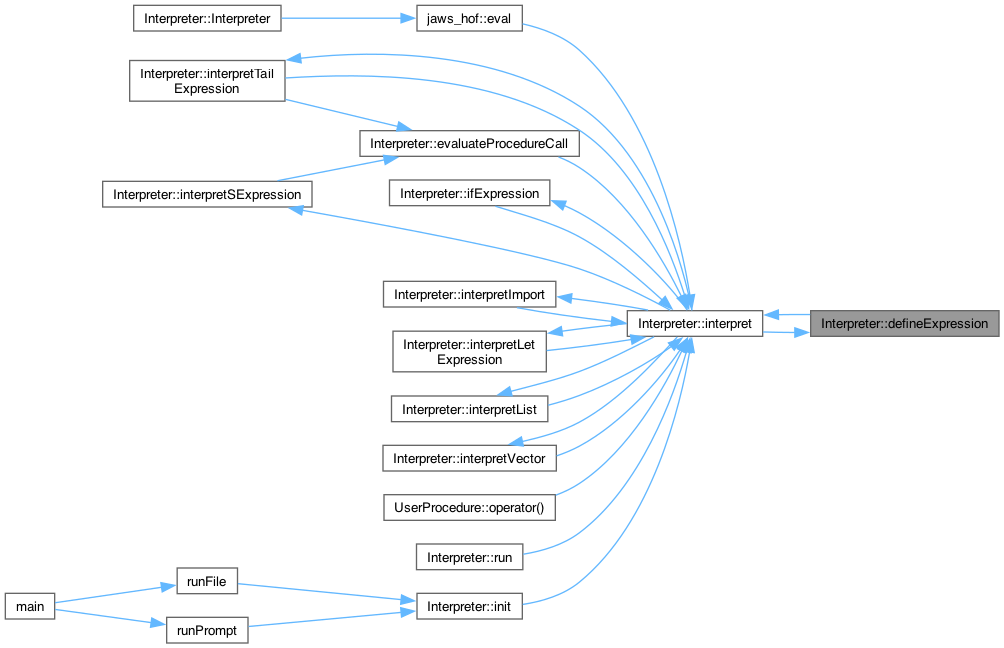 Interpreter::Interpreter
jaws_hof::eval
Interpreter::interpretTail
Expression
Interpreter::evaluateProcedureCall
Interpreter::interpretSExpression
Interpreter::ifExpression
Interpreter::interpretImport
Interpreter::interpret
Interpreter::defineExpression
Interpreter::interpretLet
Expression
Interpreter::interpretList
Interpreter::interpretVector
UserProcedure::operator()
Interpreter::run
runFile
main
Interpreter::init
runPrompt